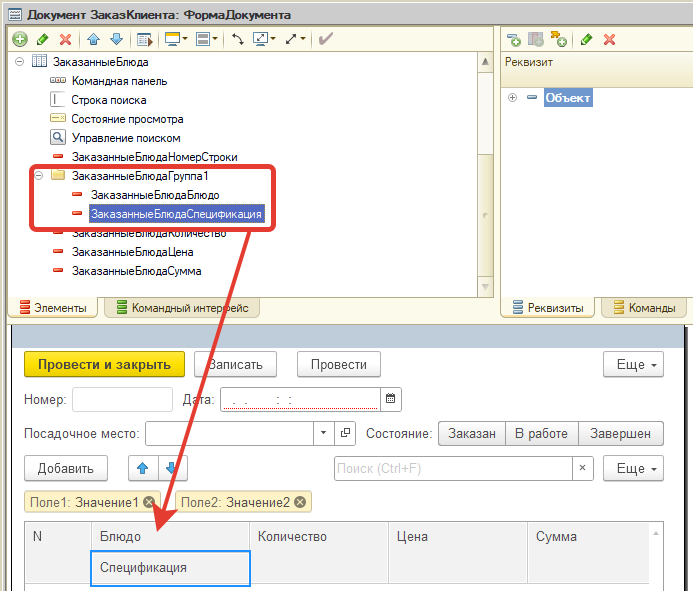 Документ ЗаказКлиента: ФормаДокумента
ЗаказанныеБлюда
Командная панель
Строка поиска
Состояние просмотра
Управление поиском
ЗаказанныеБлюдаНомерСтроки
ЗаказанныеБлюдаГруппа1
ЗаказанныеБлюдаБлюдо
ЗаказанныеБлюдаСпецификация
ЗаказанныеБлюдаКоличество
ЗаказанныеБлюдаЦена
ЗаказанныеБлюдаСумма
Элементы Командный интерфейс
Реквизит
Объект
Реквизиты Команды
Провести и закрыть Записать Провести Еще
Номер: Дата: . . : :
Посадочное место: Состояние: Заказан В работе Завершен
Добавить Поиск (Ctrl+F) × Еще
Поле1: Значение1 Поле2: Значение2
N Блюдо Количество Цена Сумма
Спецификация